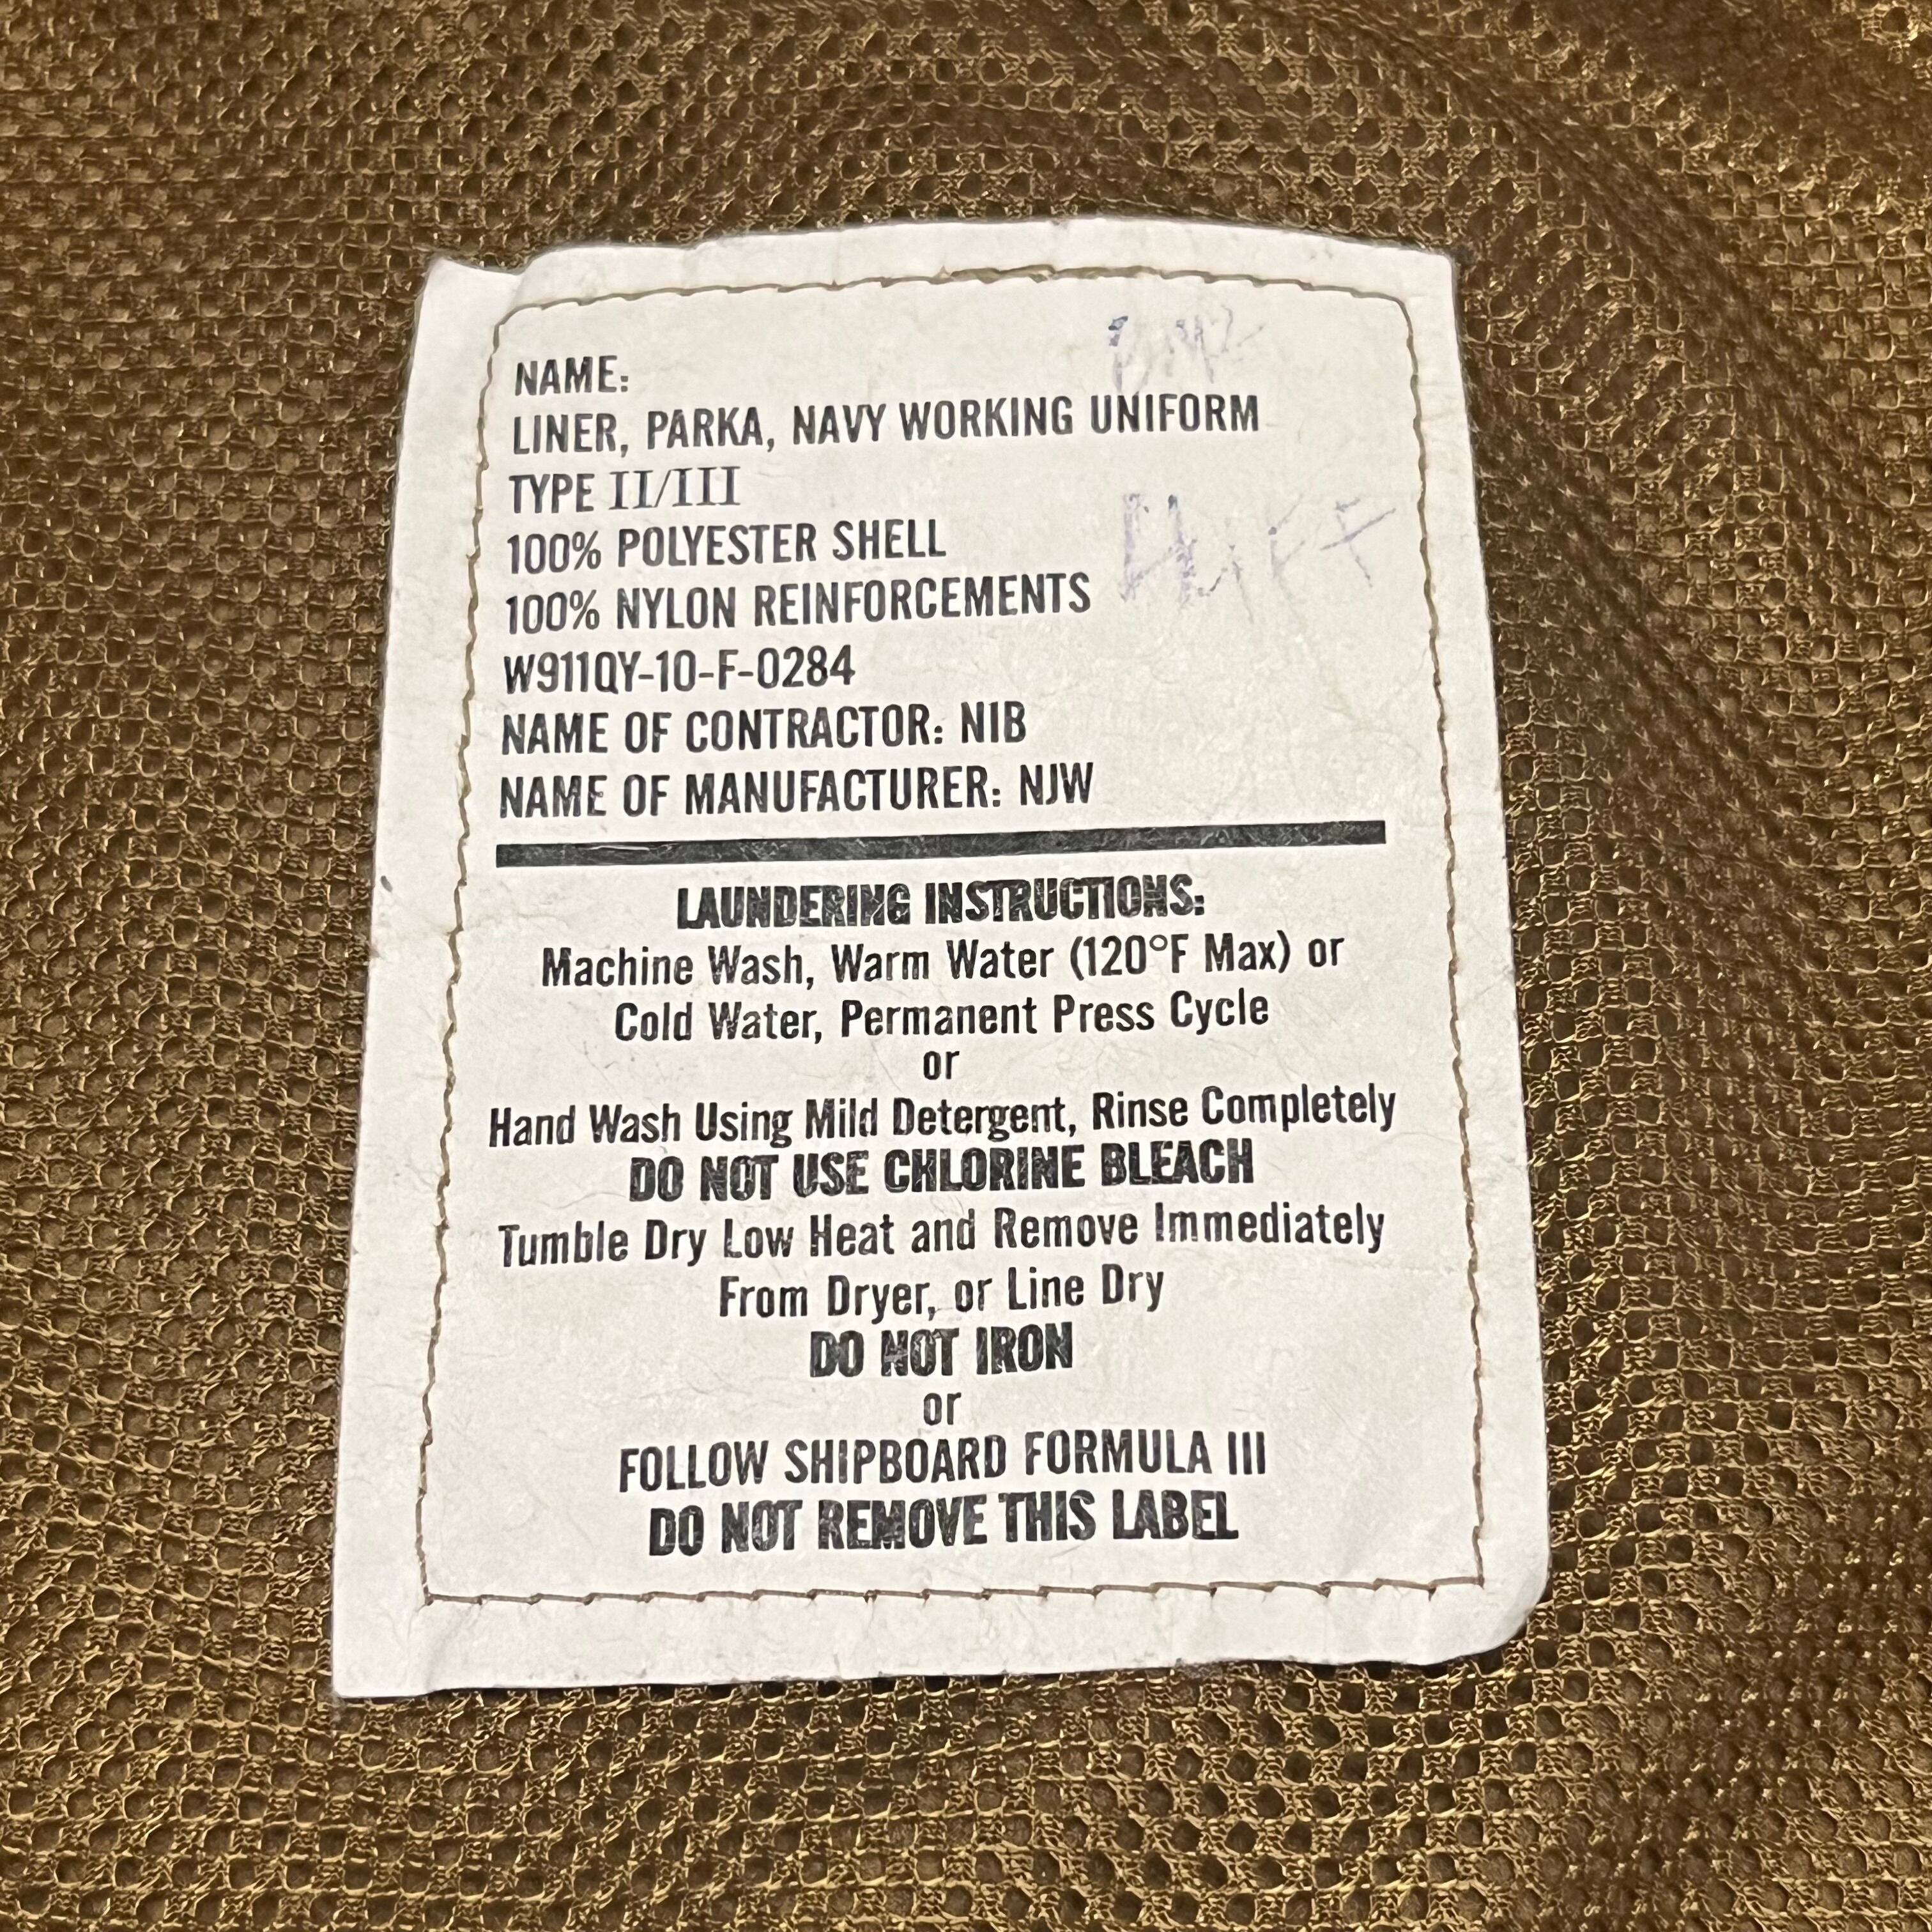 NAME:
LINER, PARKA, NAVY WORKING UNIFORM
TYPE II/III
100% POLYESTER SHELL
100% NYLON REINFORCEMENTS
W911QY-10-F-0284
NAME OF CONTRACTOR: NIB
NAME OF MANUFACTURER: NJW
LAUNDERING INSTRUCTIONS:
Machine Wash, Warm Water (120°F Max) or
Cold Water, Permanent Press Cycle
or
Hand Wash Using Mild Detergent, Rinse Completely
DO NOT USE CHLORINE BLEACH
Tumble Dry Low Heat and Remove Immediately
From Dryer, or Line Dry
DO NOT IRON
or
FOLLOW SHIPBOARD FORMULA III
DO NOT REMOVE THIS LABEL